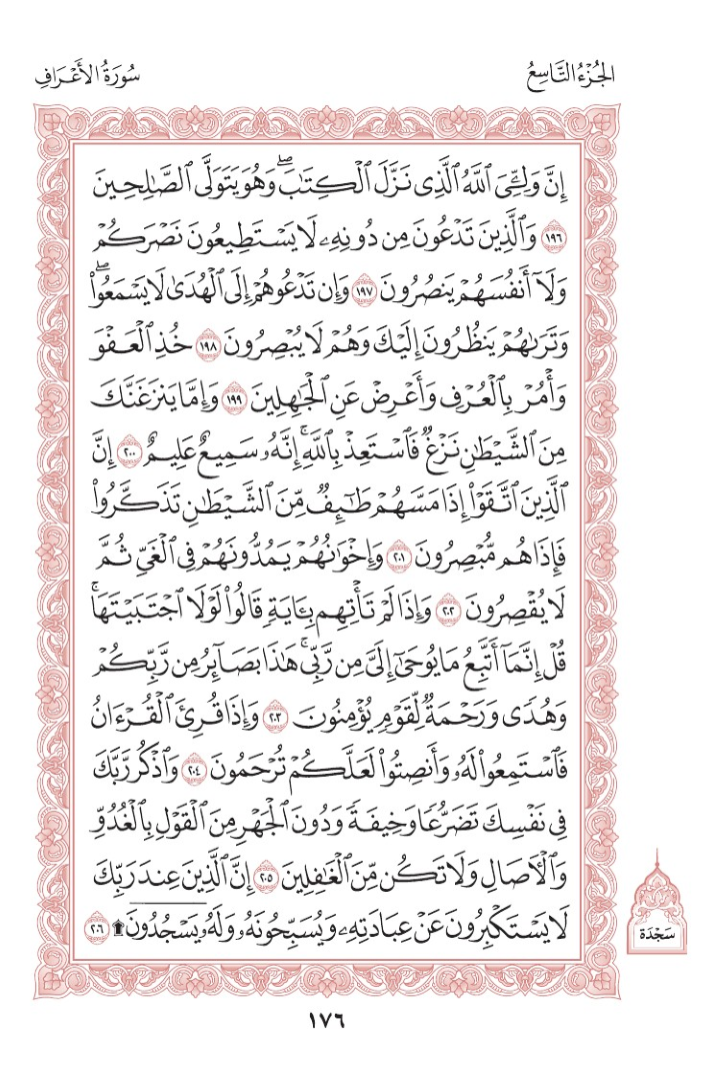 الجُزْءُ التَّاسِعُ
سُورَةُ الأَعْرَافِ
إِنَّ وَلِـِّۧيَ ٱللَّهُ ٱلَّذِي نَزَّلَ ٱلۡكِتَٰبَۖ وَهُوَ يَتَوَلَّى ٱلصَّٰلِحِينَ
١٩٦ وَٱلَّذِينَ تَدۡعُونَ مِن دُونِهِۦ لَا يَسۡتَطِيعُونَ نَصۡرَكُمۡ
وَلَآ أَنفُسَهُمۡ يَنصُرُونَ ١٩٧ وَإِن تَدۡعُوهُمۡ إِلَى ٱلۡهُدَىٰ لَا يَسۡمَعُواْۖ
وَتَرَىٰهُمۡ يَنظُرُونَ إِلَيۡكَ وَهُمۡ لَا يُبۡصِرُونَ ١٩٨ خُذِ ٱلۡعَفۡوَ
وَأۡمُرۡ بِٱلۡعُرۡفِ وَأَعۡرِضۡ عَنِ ٱلۡجَٰهِلِينَ ١٩٩ وَإِمَّا يَنزَغَنَّكَ
مِنَ ٱلشَّيۡطَٰنِ نَزۡغٞ فَٱسۡتَعِذۡ بِٱللَّهِۚ إِنَّهُۥ سَمِيعٌ عَلِيمٌ ٢٠٠ إِنَّ
ٱلَّذِينَ ٱتَّقَوۡاْ إِذَا مَسَّهُمۡ طَٰٓئِفٞ مِّنَ ٱلشَّيۡطَٰنِ تَذَكَّرُواْ
فَإِذَا هُم مُّبۡصِرُونَ ٢٠١ وَإِخۡوَٰنُهُمۡ يَمُدُّونَهُمۡ فِي ٱلۡغَيِّ ثُمَّ
لَا يُقۡصِرُونَ ٢٠٢ وَإِذَا لَمۡ تَأۡتِهِم بِـَٔايَةٖ قَالُواْ لَوۡلَا ٱجۡتَبَيۡتَهَاۚ
قُلۡ إِنَّمَآ أَتَّبِعُ مَا يُوحَىٰٓ إِلَيَّ مِن رَّبِّيۚ هَٰذَا بَصَآئِرُ مِن رَّبِّكُمۡ
وَهُدٗى وَرَحۡمَةٞ لِّقَوۡمٖ يُؤۡمِنُونَ ٢٠٣ وَإِذَا قُرِئَ ٱلۡقُرۡءَانُ
فَٱسۡتَمِعُواْ لَهُۥ وَأَنصِتُواْ لَعَلَّكُمۡ تُرۡحَمُونَ ٢٠٤ وَٱذۡكُر رَّبَّكَ
فِي نَفۡسِكَ تَضَرُّعٗا وَخِيفَةٗ وَدُونَ ٱلۡجَهۡرِ مِنَ ٱلۡقَوۡلِ بِٱلۡغُدُوِّ
وَٱلۡأٓصَالِ وَلَا تَكُن مِّنَ ٱلۡغَٰفِلِينَ ٢٠٥ إِنَّ ٱلَّذِينَ عِندَ رَبِّكَ
لَا يَسۡتَكۡبِرُونَ عَنۡ عِبَادَتِهِۦ وَيُسَبِّحُونَهُۥ وَلَهُۥ يَسۡجُدُونَۤ۩ ٢٠٦
سَجْدَة
١٧٦